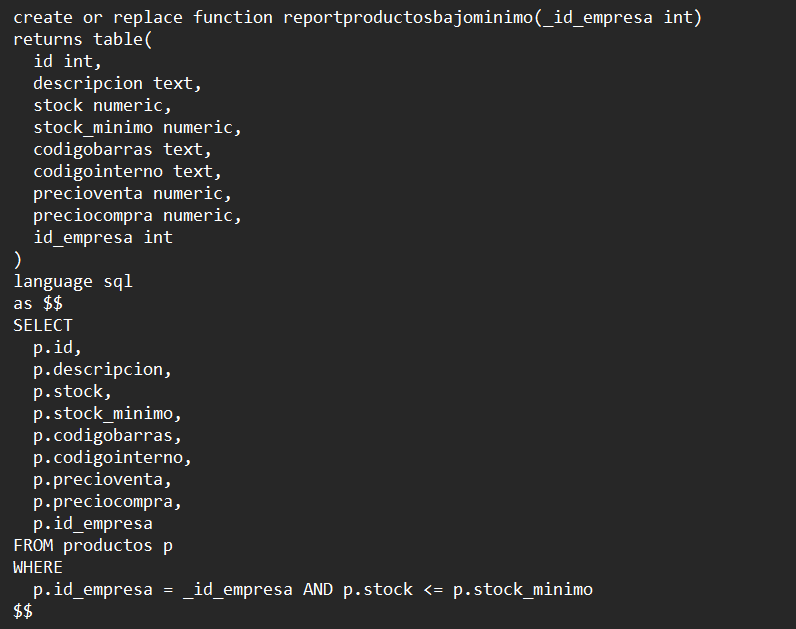 create or replace function reportproductosbajominimo(_id_empresa int)
returns table(
  id int,
  descripcion text,
  stock numeric,
  stock_minimo numeric,
  codigobarras text,
  codigointerno text,
  precioventa numeric,
  preciocompra numeric,
  id_empresa int
)
language sql
as $$
SELECT
  p.id,
  p.descripcion,
  p.stock,
  p.stock_minimo,
  p.codigobarras,
  p.codigointerno,
  p.precioventa,
  p.preciocompra,
  p.id_empresa
FROM productos p
WHERE
  p.id_empresa = _id_empresa AND p.stock <= p.stock_minimo
$$